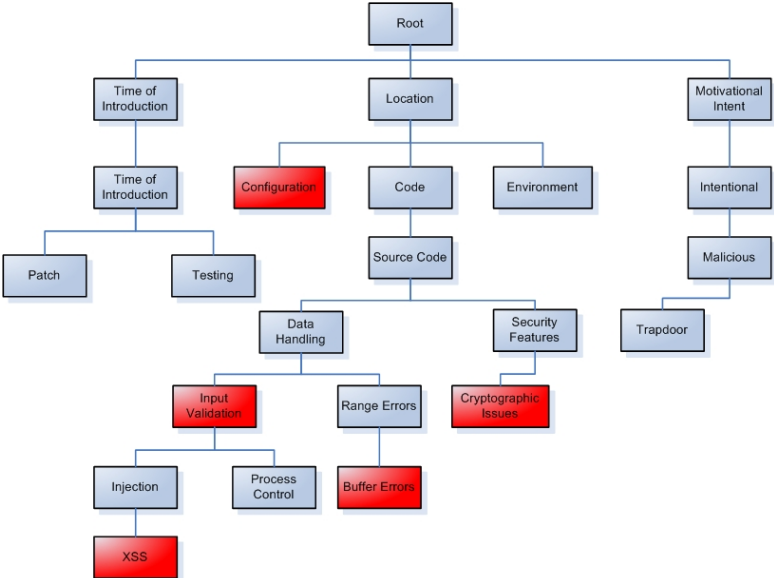 Root
Time of
Introduction
Location
Motivational
Intent
Time of
Introduction
Configuration
Code
Environment
Intentional
Patch
Testing
Source Code
Malicious
Data
Handling
Security
Features
Trapdoor
Input
Validation
Range Errors
Cryptographic
Issues
Injection
Process
Control
Buffer Errors
XSS